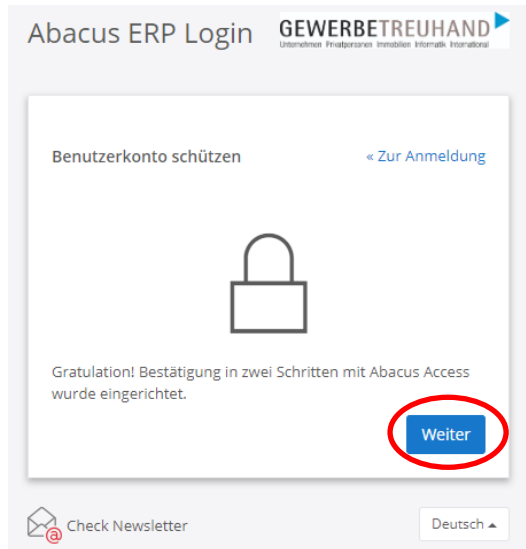 Abacus ERP Login
GEWERBETREUHAND
Unternehmen Privatpersonen Immobilien Informatik International
Benutzerkonto schützen
« Zur Anmeldung
Gratulation! Bestätigung in zwei Schritten mit Abacus Access
wurde eingerichtet.
Weiter
@ Check Newsletter
Deutsch